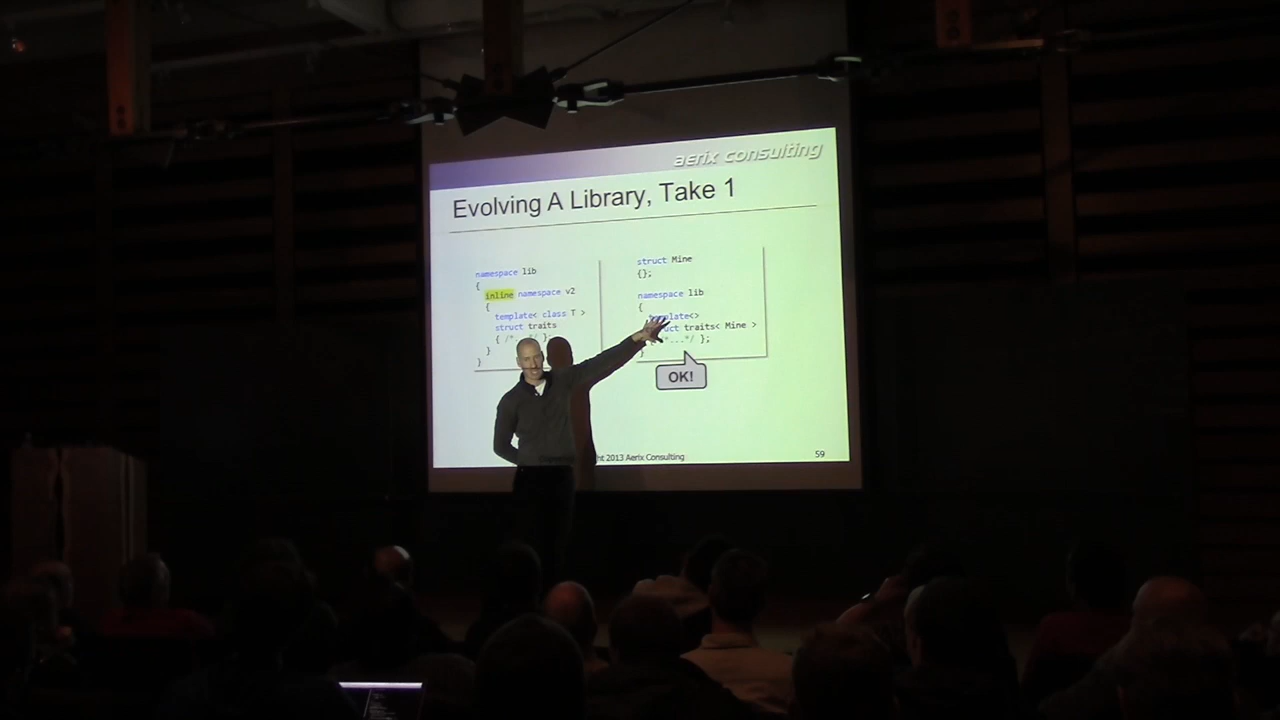 aerix consulting
Evolving A Library, Take 1
namespace lib
{
inline namespace v2
{
template< class T >
struct traits
{ /*...*/ };
}
}
struct Mine
{};
namespace lib
{
template<>
traits< Mine >
...*/ };
}
OK!
2013 Aerix Consulting
59